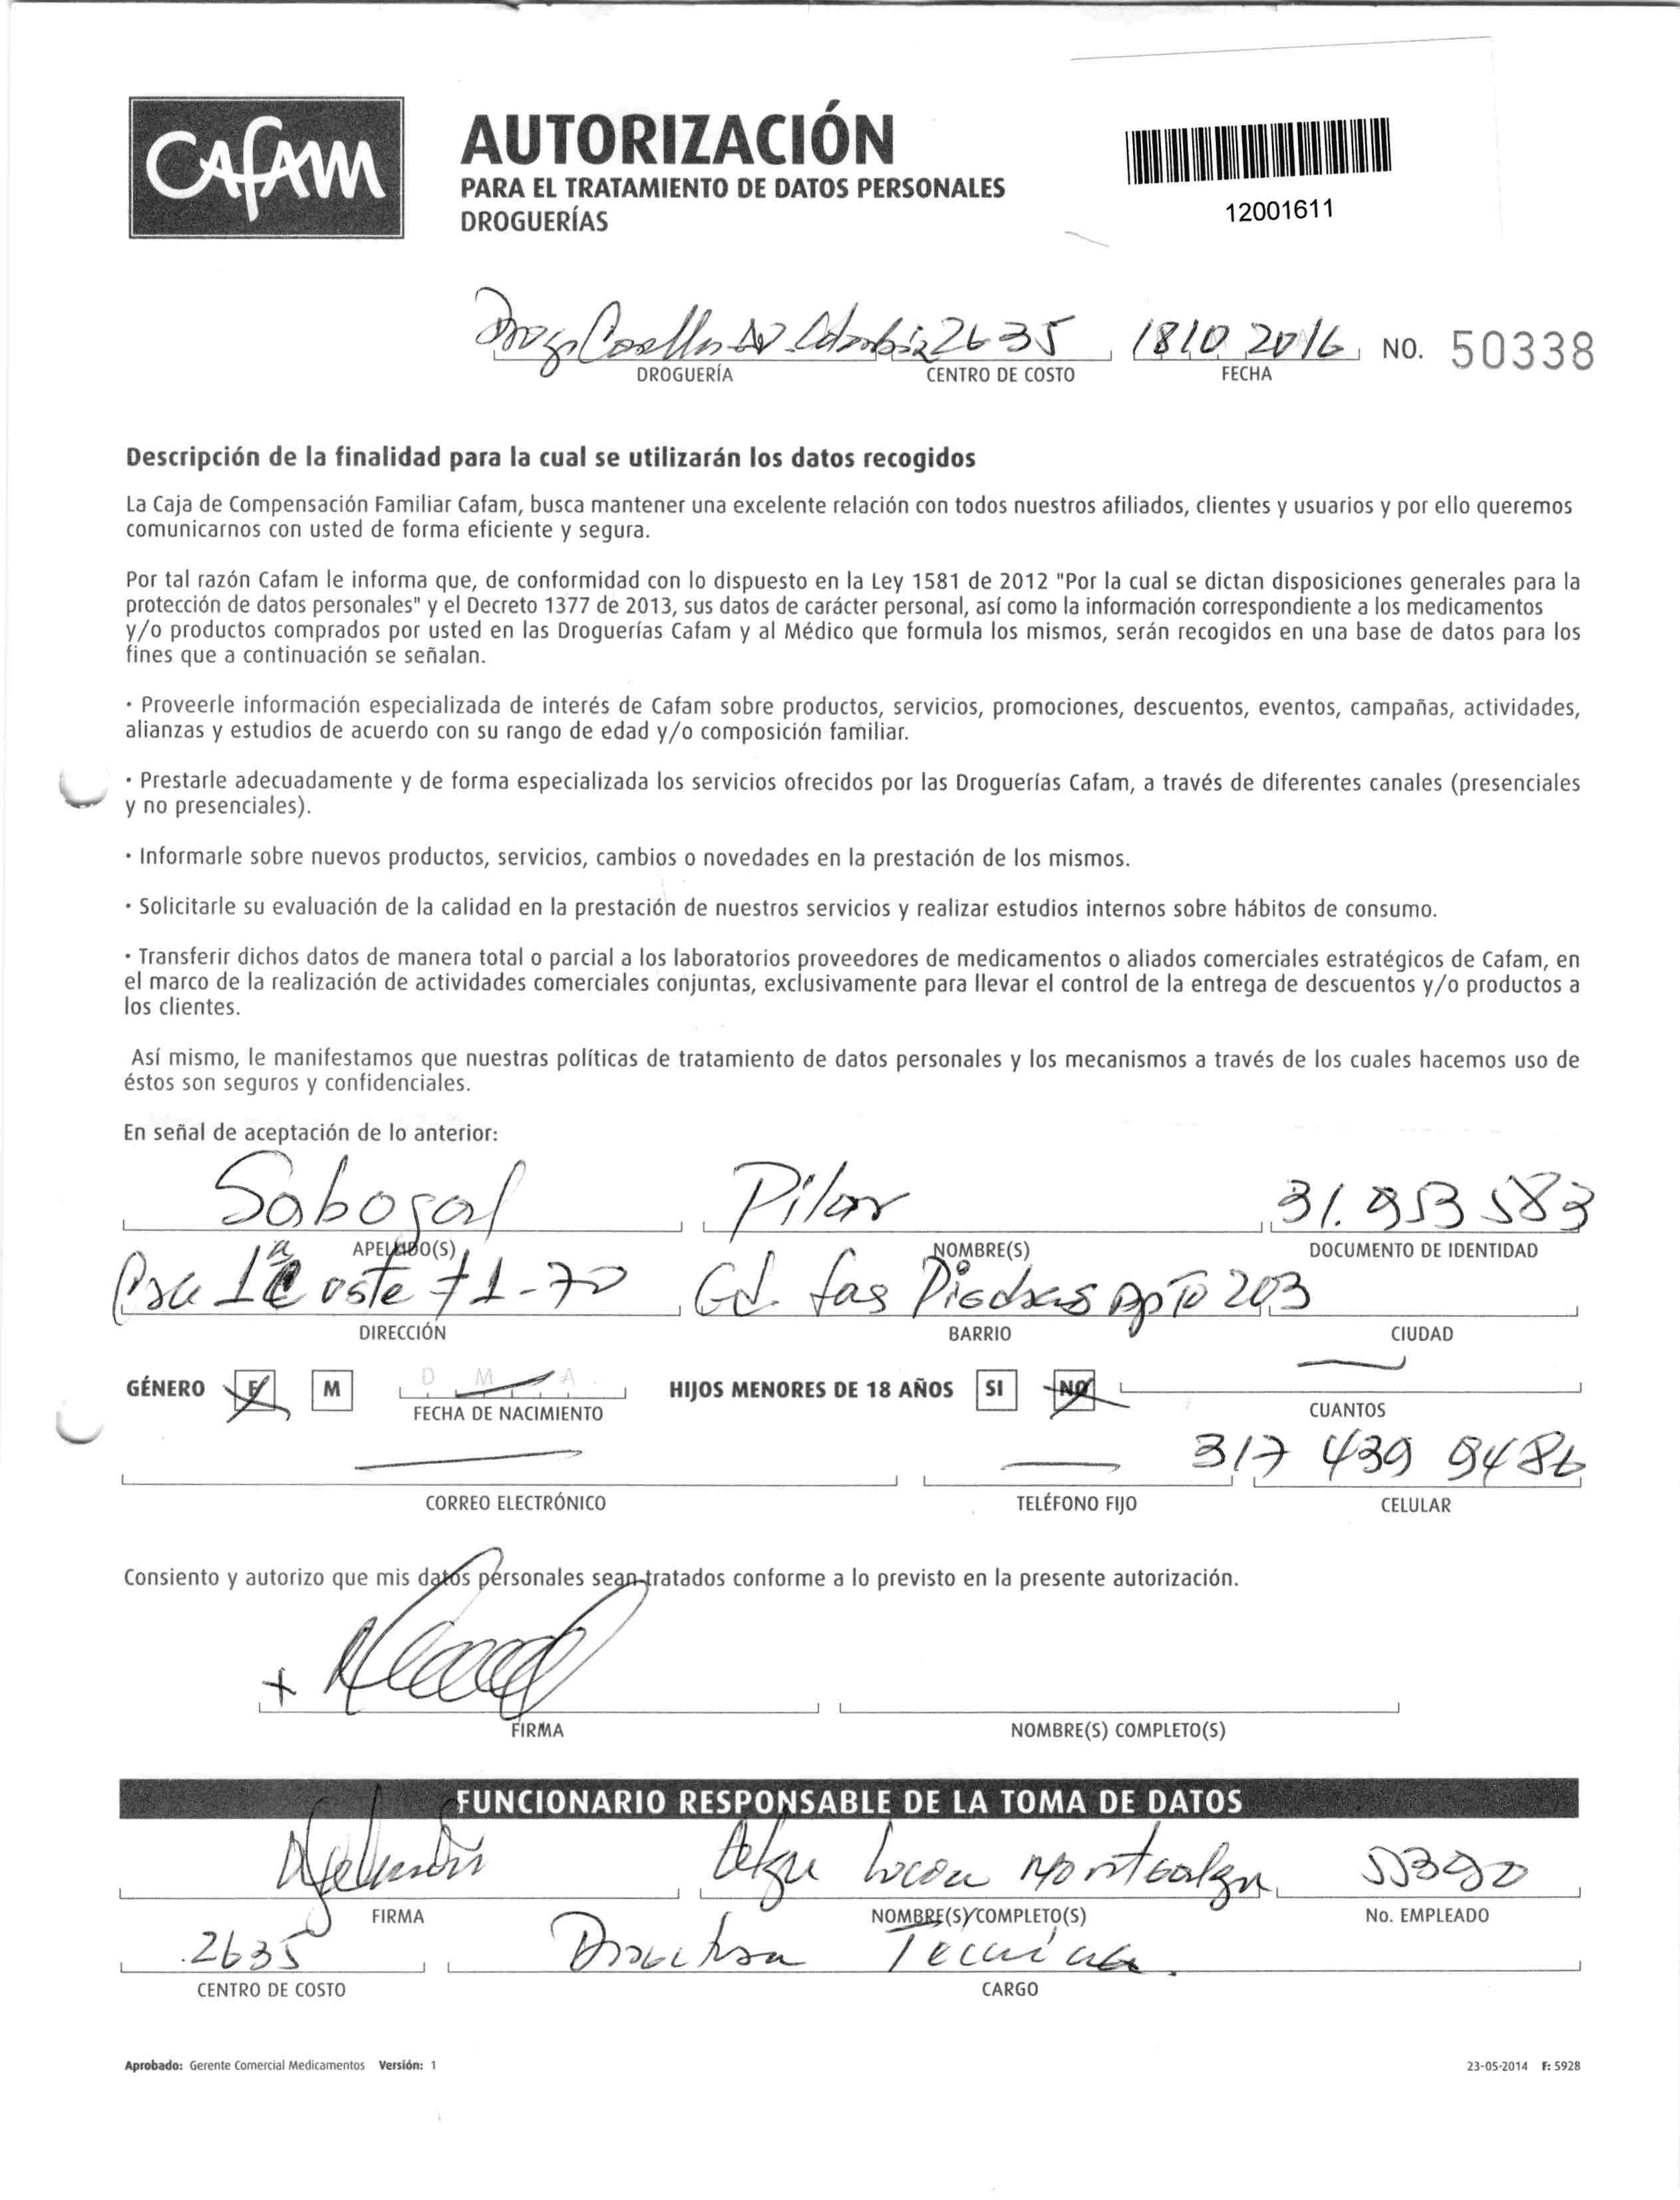 Cafam
AUTORIZACIÓN
PARA EL TRATAMIENTO DE DATOS PERSONALES
DROGUERÍAS
12001611
2635 1810 2016 NO. 50338
DROGUERÍA CENTRO DE COSTO FECHA
Descripción de la finalidad para la cual se utilizarán los datos recogidos
La Caja de Compensación Familiar Cafam, busca mantener una excelente relación con todos nuestros afiliados, clientes y usuarios y por ello queremos
comunicarnos con usted de forma eficiente y segura.
Por tal razón Cafam le informa que, de conformidad con lo dispuesto en la Ley 1581 de 2012 "Por la cual se dictan disposiciones generales para la
protección de datos personales" y el Decreto 1377 de 2013, sus datos de carácter personal, así como la información correspondiente a los medicamentos
y/o productos comprados por usted en las Droguerías Cafam y al Médico que formula los mismos, serán recogidos en una base de datos para los
fines que a continuación se señalan.
· Proveerle información especializada de interés de Cafam sobre productos, servicios, promociones, descuentos, eventos, campañas, actividades,
alianzas y estudios de acuerdo con su rango de edad y/o composición familiar.
· Prestarle adecuadamente y de forma especializada los servicios ofrecidos por las Droguerías Cafam, a través de diferentes canales (presenciales
y no presenciales).
· Informarle sobre nuevos productos, servicios, cambios o novedades en la prestación de los mismos.
· Solicitarle su evaluación de la calidad en la prestación de nuestros servicios y realizar estudios internos sobre hábitos de consumo.
· Transferir dichos datos de manera total o parcial a los laboratorios proveedores de medicamentos o aliados comerciales estratégicos de Cafam, en
el marco de la realización de actividades comerciales conjuntas, exclusivamente para llevar el control de la entrega de descuentos y/o productos a
los clientes.
Así mismo, le manifestamos que nuestras políticas de tratamiento de datos personales y los mecanismos a través de los cuales hacemos uso de
éstos son seguros y confidenciales.
En señal de aceptación de lo anterior:
Sabogal Pilar 31.953 583
APELLIDO(S) NOMBRE(S) DOCUMENTO DE IDENTIDAD
oste 71-70 Ed. Las Piedras Apto 203
DIRECCIÓN BARRIO CIUDAD
GÉNERO F M D M A HIJOS MENORES DE 18 AÑOS SI NO
FECHA DE NACIMIENTO CUANTOS
317 439 9486
CORREO ELECTRÓNICO TELÉFONO FIJO CELULAR
Consiento y autorizo que mis datos personales sean tratados conforme a lo previsto en la presente autorización.
FIRMA NOMBRE(S) COMPLETO(S)
FUNCIONARIO RESPONSABLE DE LA TOMA DE DATOS
55390
FIRMA NOMBRE(S) COMPLETO(S) No. EMPLEADO
2635 Directora Tecnica
CENTRO DE COSTO CARGO
Aprobado: Gerente Comercial Medicamentos Versión: 1 23-05-2014 F: 5928